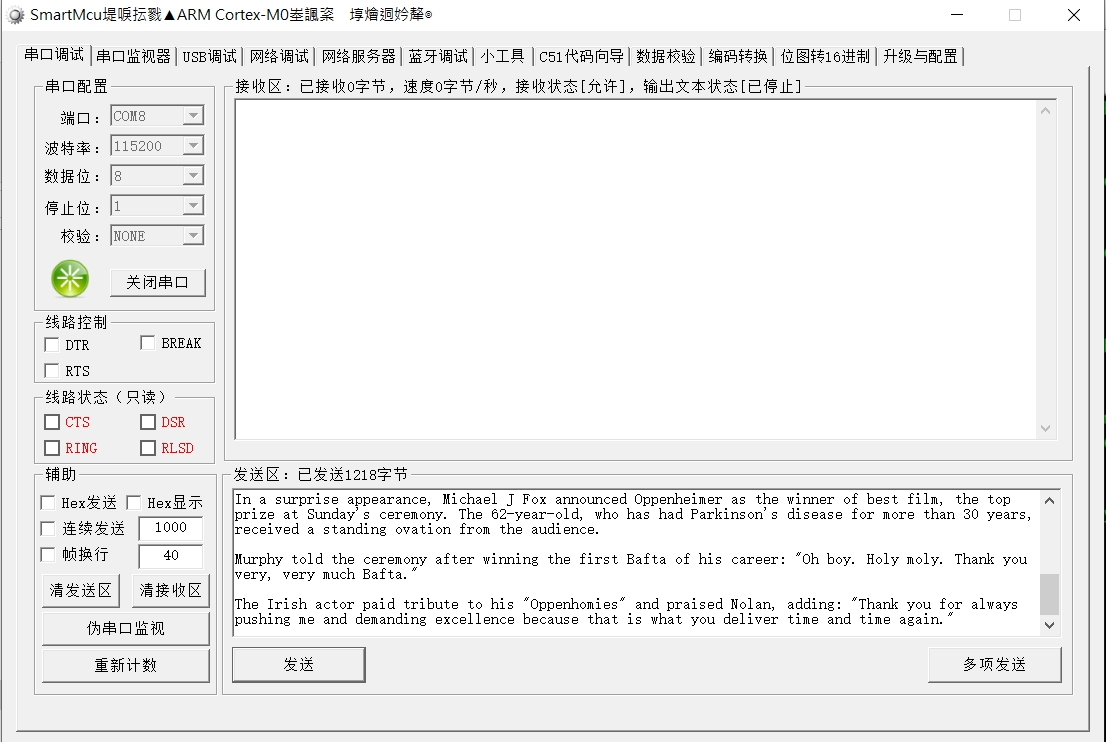 SmartMcu堤哫抎戮▲ARM Cortex-M0峚諷粢 埻熻迵妗艌®
串口调试 串口监视器 USB调试 网络调试 网络服务器 蓝牙调试 小工具 C51代码向导 数据校验 编码转换 位图转16进制 升级与配置
串口配置
端口: COM8
波特率: 115200
数据位: 8
停止位: 1
校验: NONE
关闭串口
线路控制
DTR BREAK
RTS
线路状态（只读）
CTS DSR
RING RLSD
辅助
Hex发送 Hex显示
连续发送 1000
帧换行 40
清发送区 清接收区
伪串口监视
重新计数
接收区：已接收0字节，速度0字节/秒，接收状态[允许]，输出文本状态[已停止]
发送区：已发送1218字节
In a surprise appearance, Michael J Fox announced Oppenheimer as the winner of best film, the top
prize at Sunday's ceremony. The 62-year-old, who has had Parkinson's disease for more than 30 years,
received a standing ovation from the audience.
Murphy told the ceremony after winning the first Bafta of his career: "Oh boy. Holy moly. Thank you
very, very much Bafta."
The Irish actor paid tribute to his "Oppenhomies" and praised Nolan, adding: "Thank you for always
pushing me and demanding excellence because that is what you deliver time and time again."
发送 多项发送